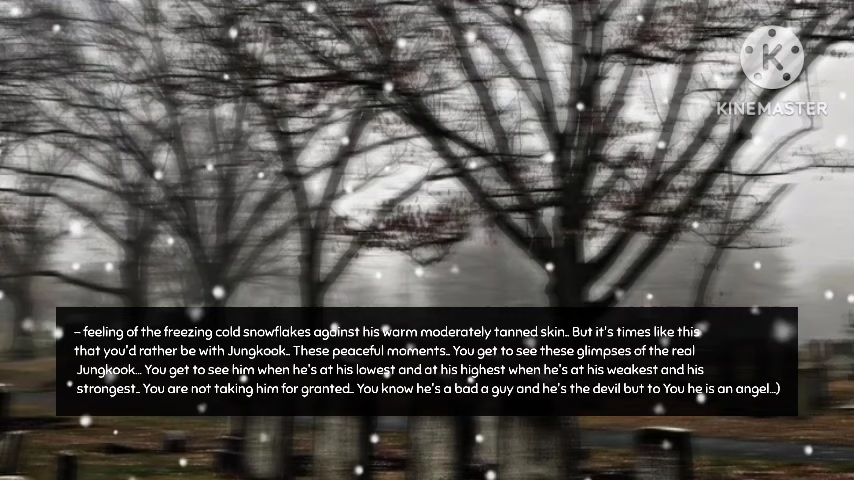 KINEMASTER
– feeling of the freezing cold snowflakes against his warm moderately tanned skin.. But it's times like this
that you'd rather be with Jungkook.. These peaceful moments.. You get to see these glimpses of the real
Jungkook... You get to see him when he's at his lowest and at his highest when he's at his weakest and his
strongest.. You are not taking him for granted.. You know he's a bad a guy and he's the devil but to You he is an angel...)